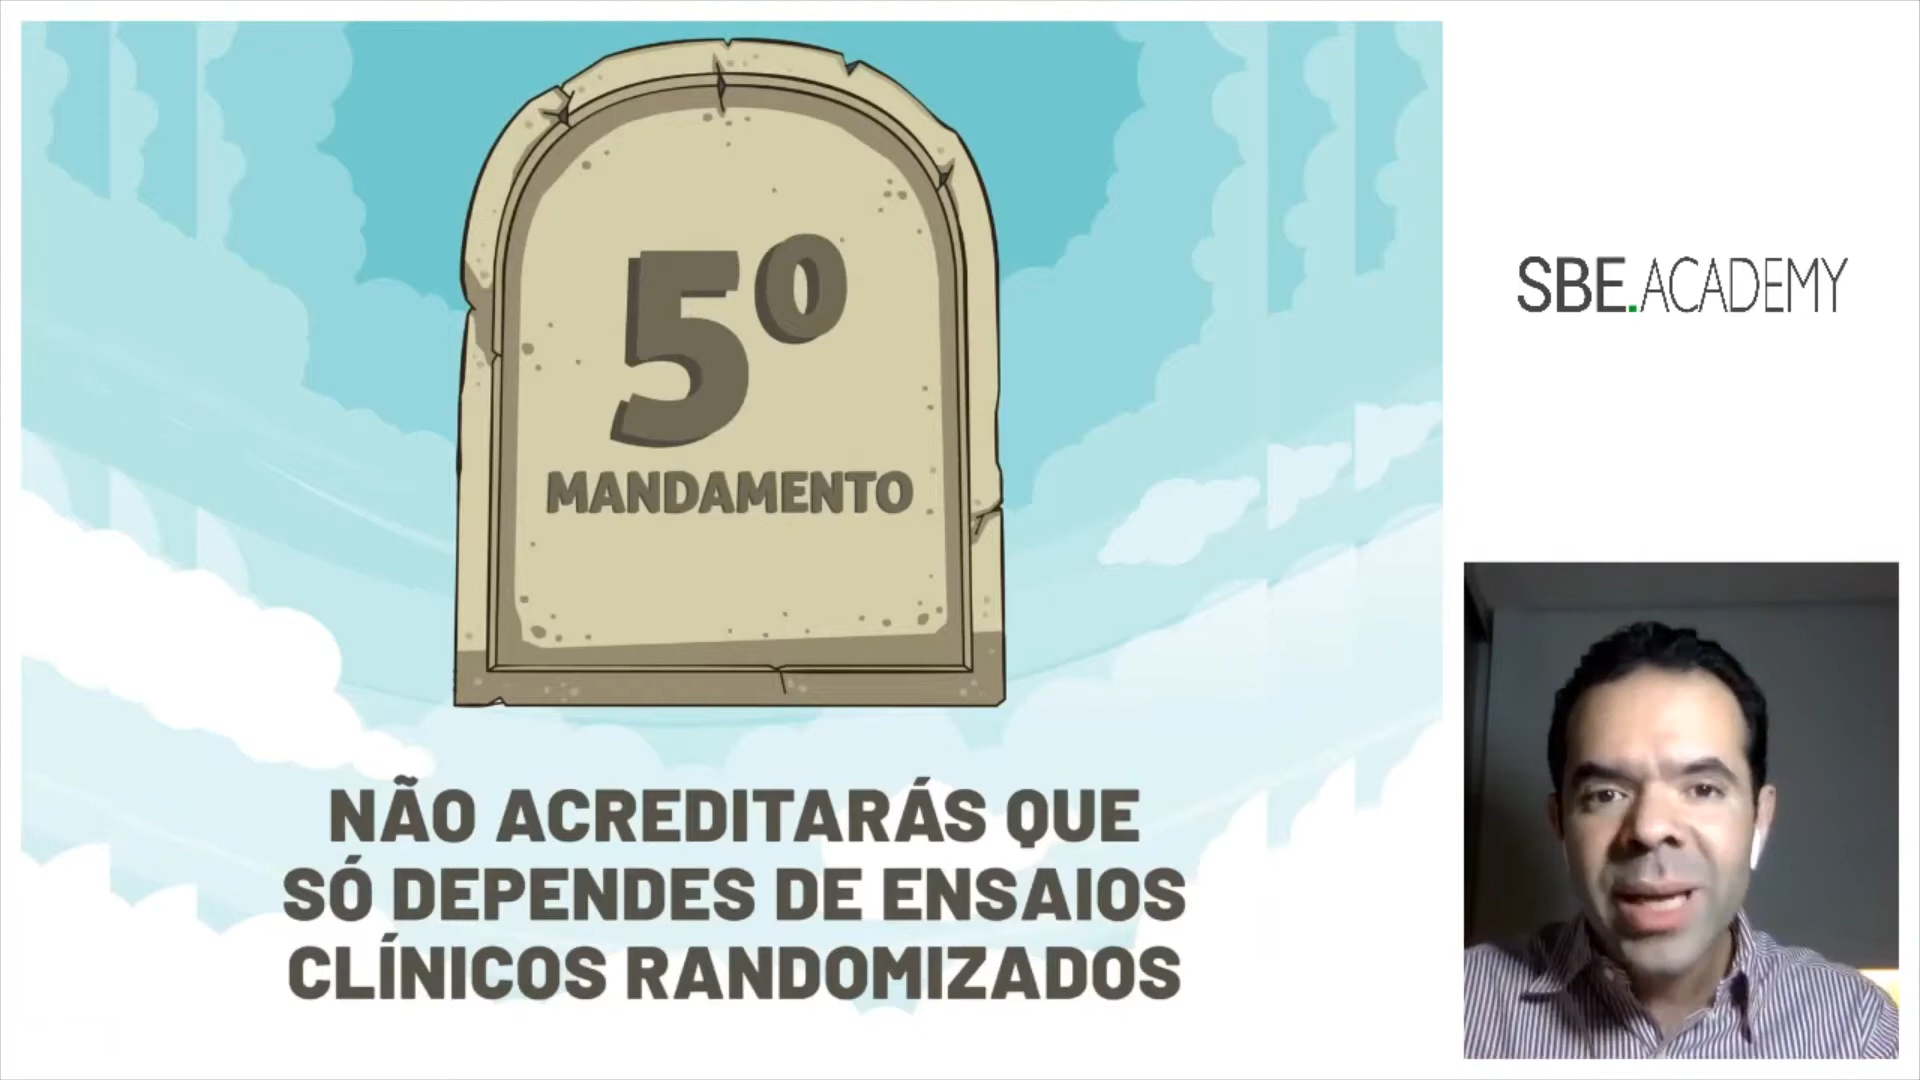 5º
MANDAMENTO
NÃO ACREDITARÁS QUE
SÓ DEPENDES DE ENSAIOS
CLÍNICOS RANDOMIZADOS
SBE.ACADEMY